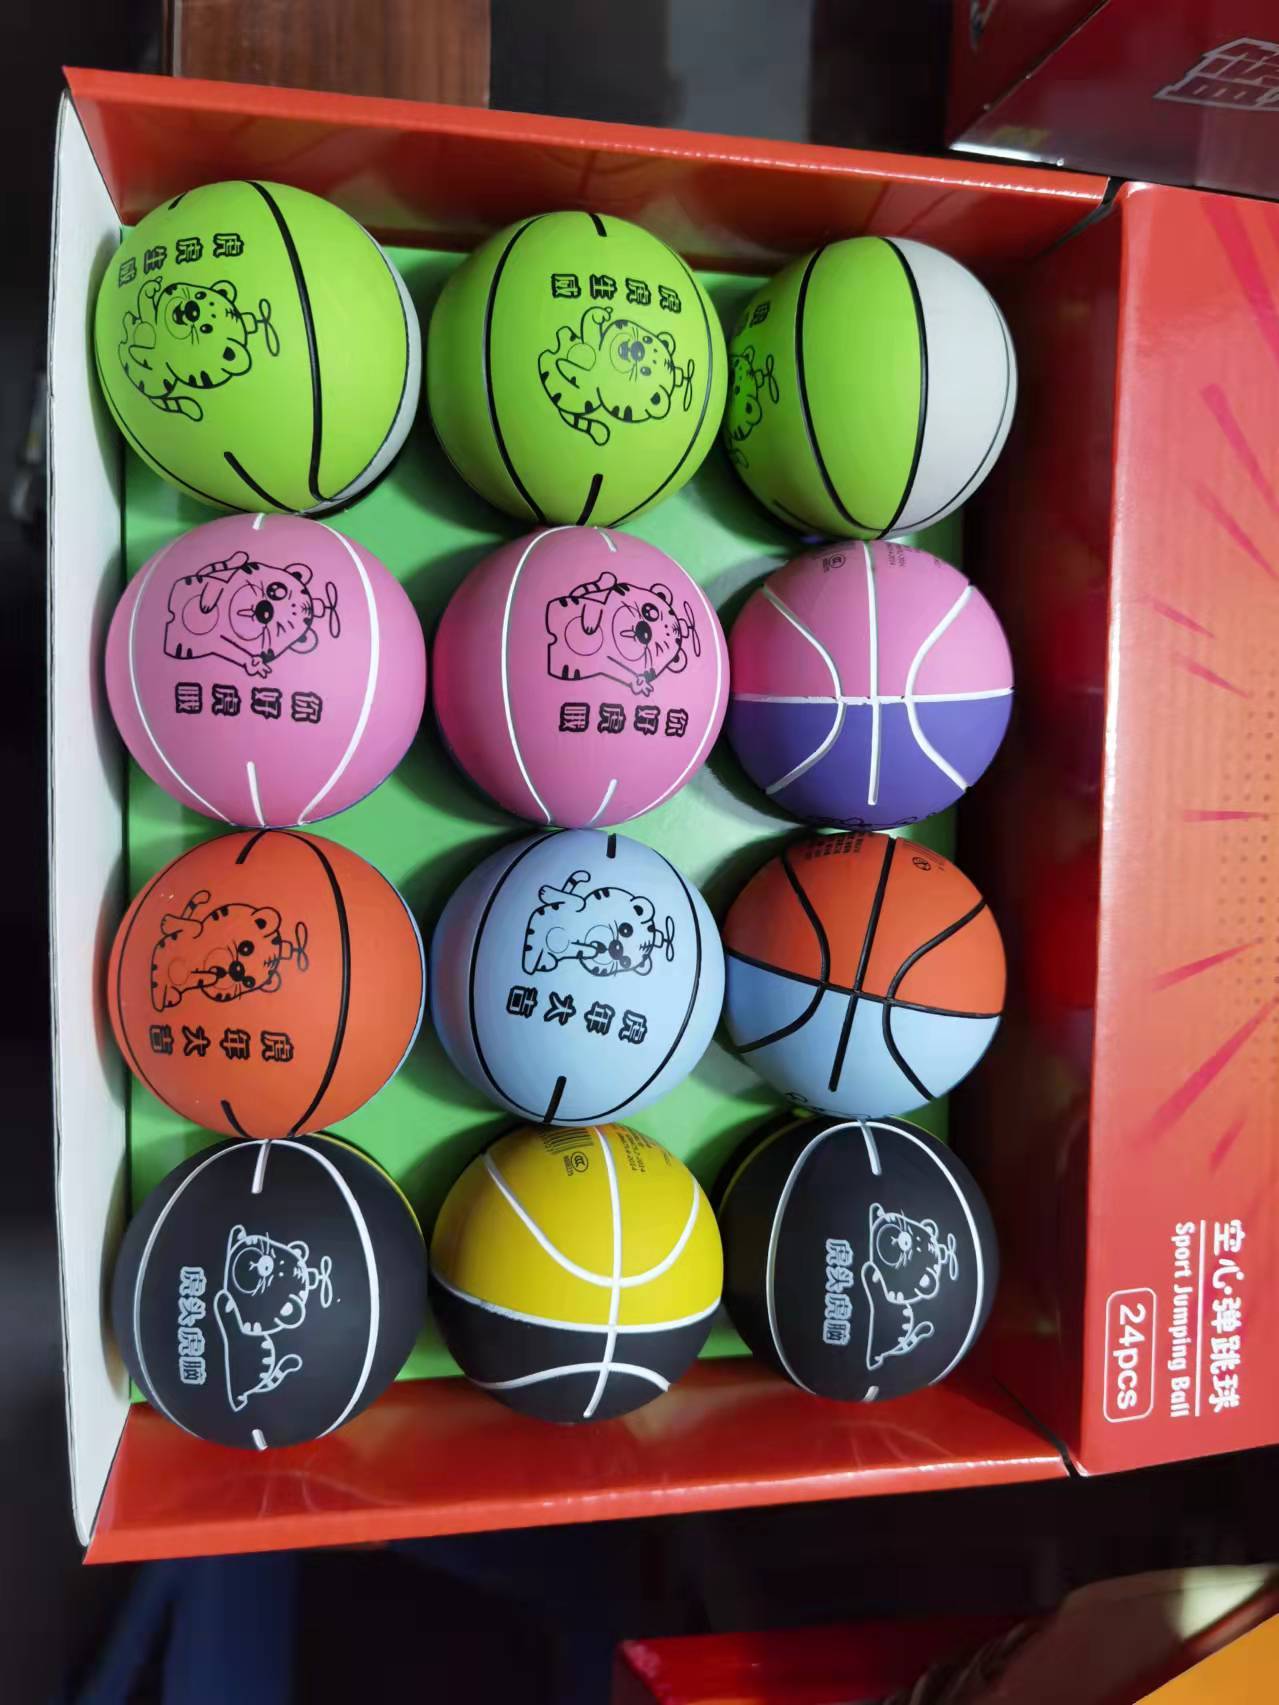 虎虎生威
虎虎生威
你好虎嘅
你好虎嘅
虎年大吉
虎年大吉
虎头虎脑
虎头虎脑
空心弹跳球
Sport Jumping Ball
24pcs